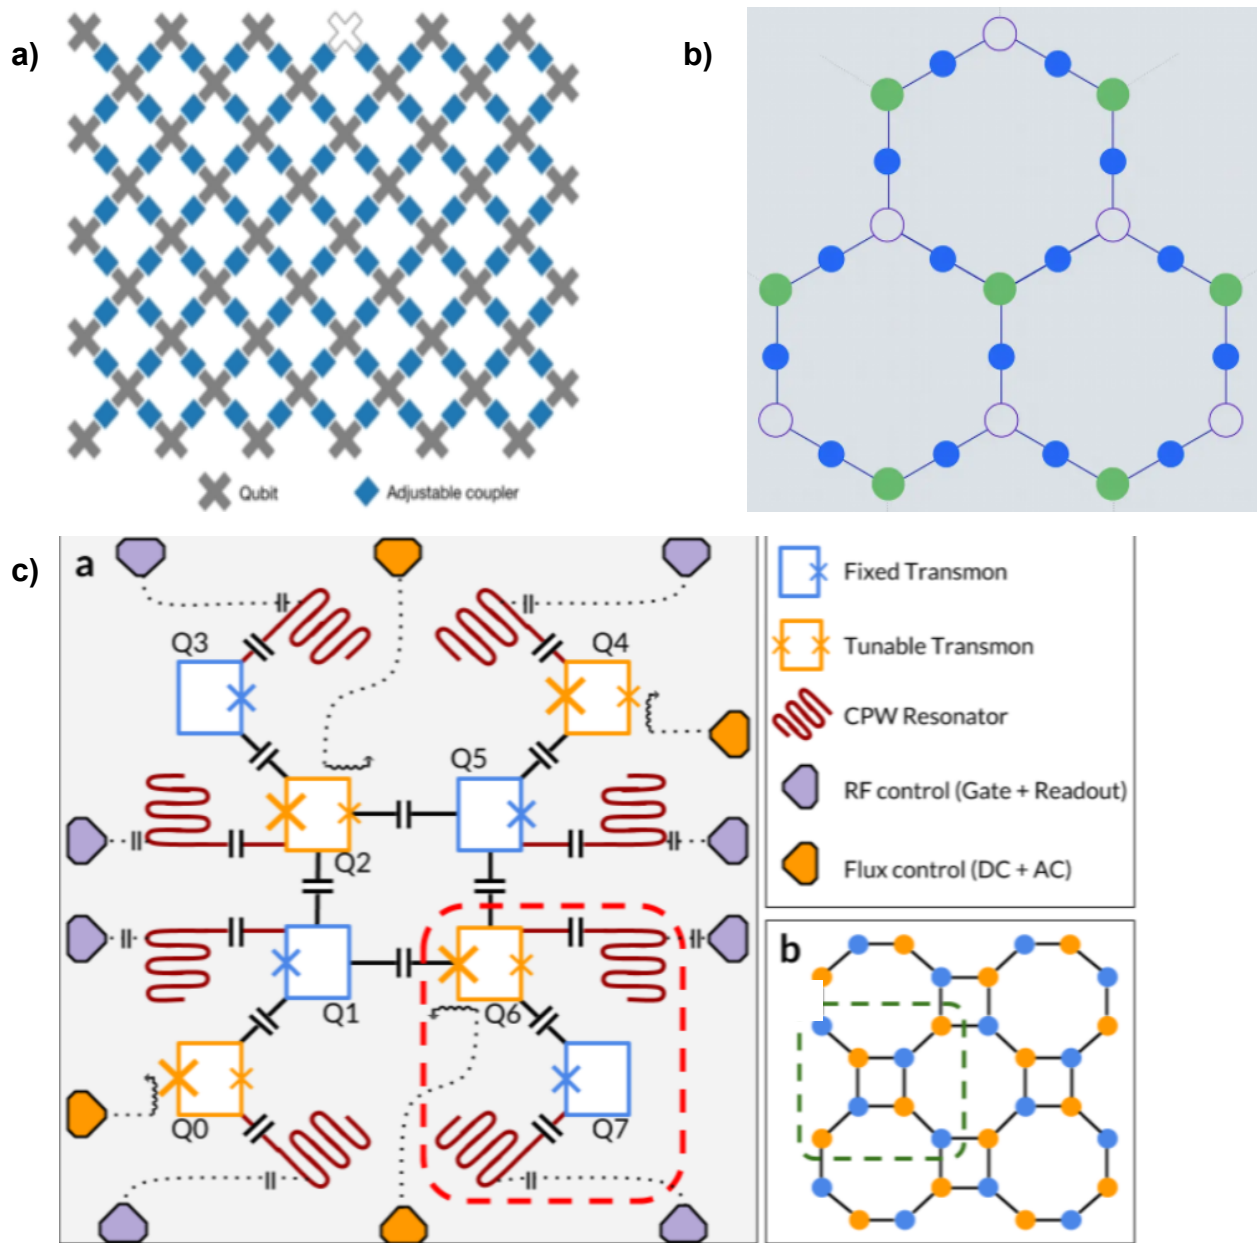 a)
b)
Qubit
Adjustable coupler
c)
a
Q3
Q4
Q5
Q2
Q1
Q6
Q0
Q7
Fixed Transmon
Tunable Transmon
CPW Resonator
RF control (Gate + Readout)
Flux control (DC + AC)
b